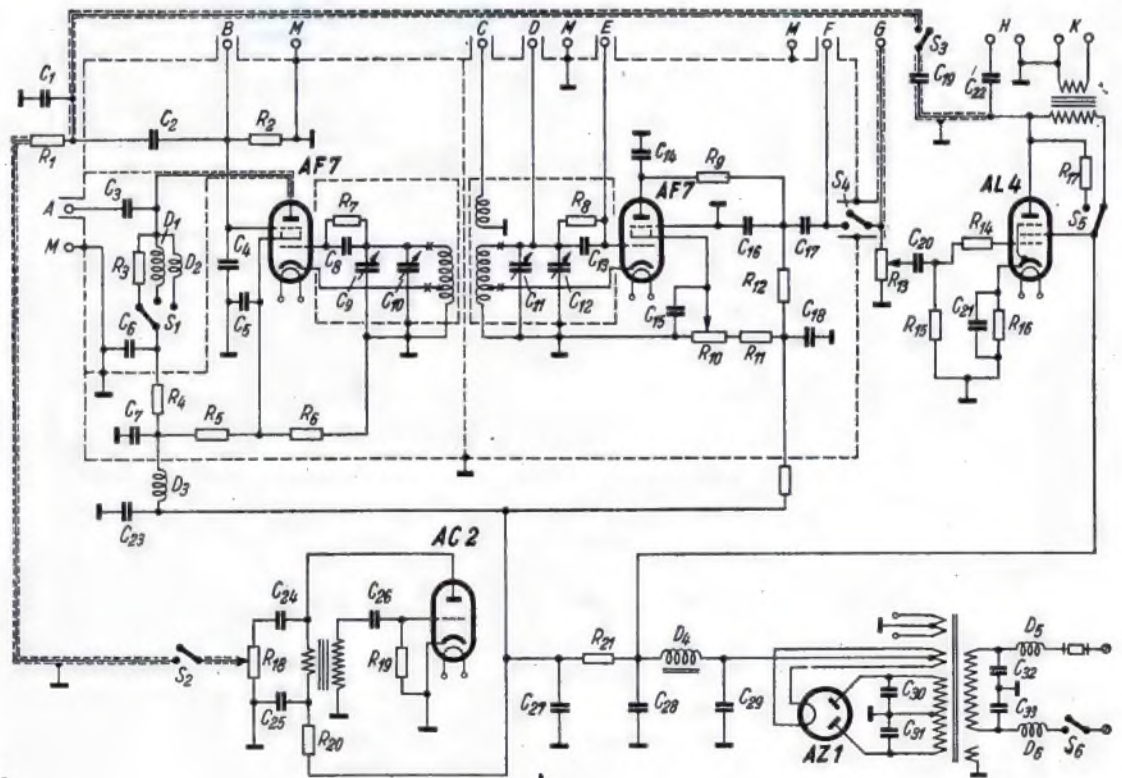 B M C D M E M F G H K
C1 S3 C19 C22
R1 C2 R2 AF7 C14 R9 AF7 S4 AL4 R17 S5
A C3 D1 D2 R3 S1 M C6
C4 C5 R7 C8 C9 C10
R8 C11 C12 C13 C15 C16 C17
R10 R11 R12 C18 R13 C20 R14 R15 C21 R16
R4 C7 R5 R6
D3
C23
AC2
C24 C26 R18 R19 C25 R20 S2
R21 D4 C27 C28 C29
AZ1 C30 C31 D5 C32 C33 D6 S6